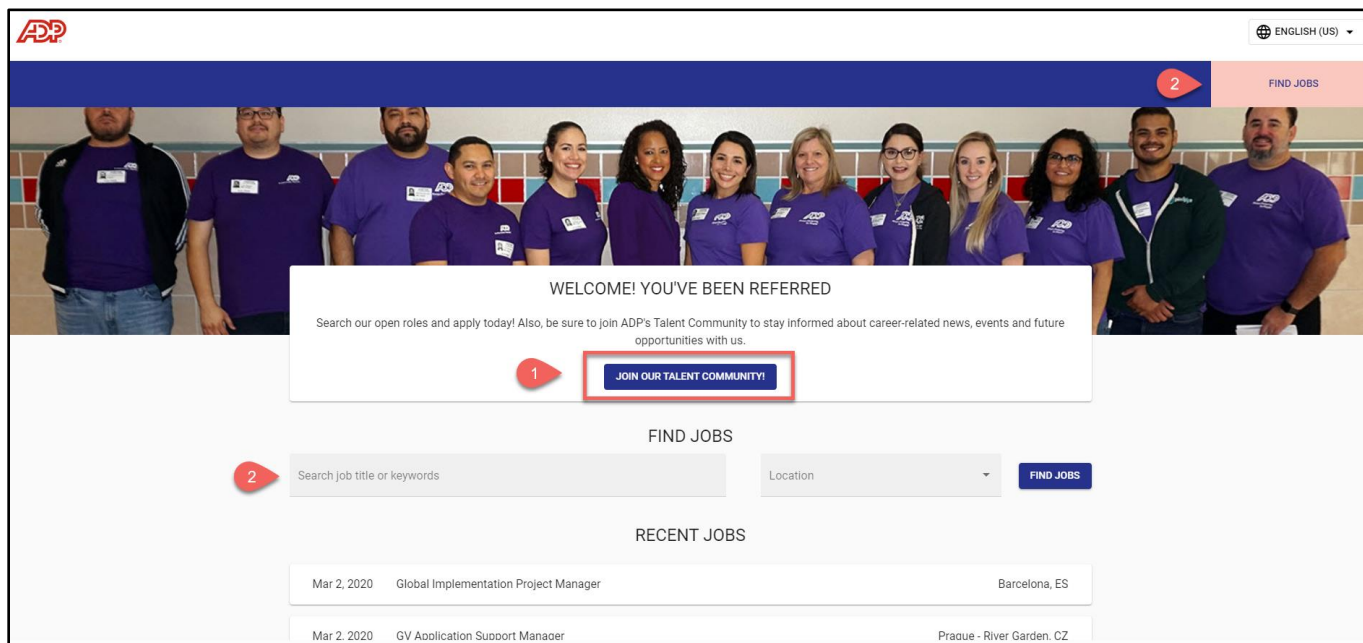 ADP
ENGLISH (US)
2
FIND JOBS
WELCOME! YOU'VE BEEN REFERRED
Search our open roles and apply today! Also, be sure to join ADP's Talent Community to stay informed about career-related news, events and future
opportunities with us.
1
JOIN OUR TALENT COMMUNITY!
FIND JOBS
2
Search job title or keywords
Location
FIND JOBS
RECENT JOBS
Mar 2, 2020 Global Implementation Project Manager Barcelona, ES
Mar 2, 2020 GV Application Support Manager Prague - River Garden, CZ